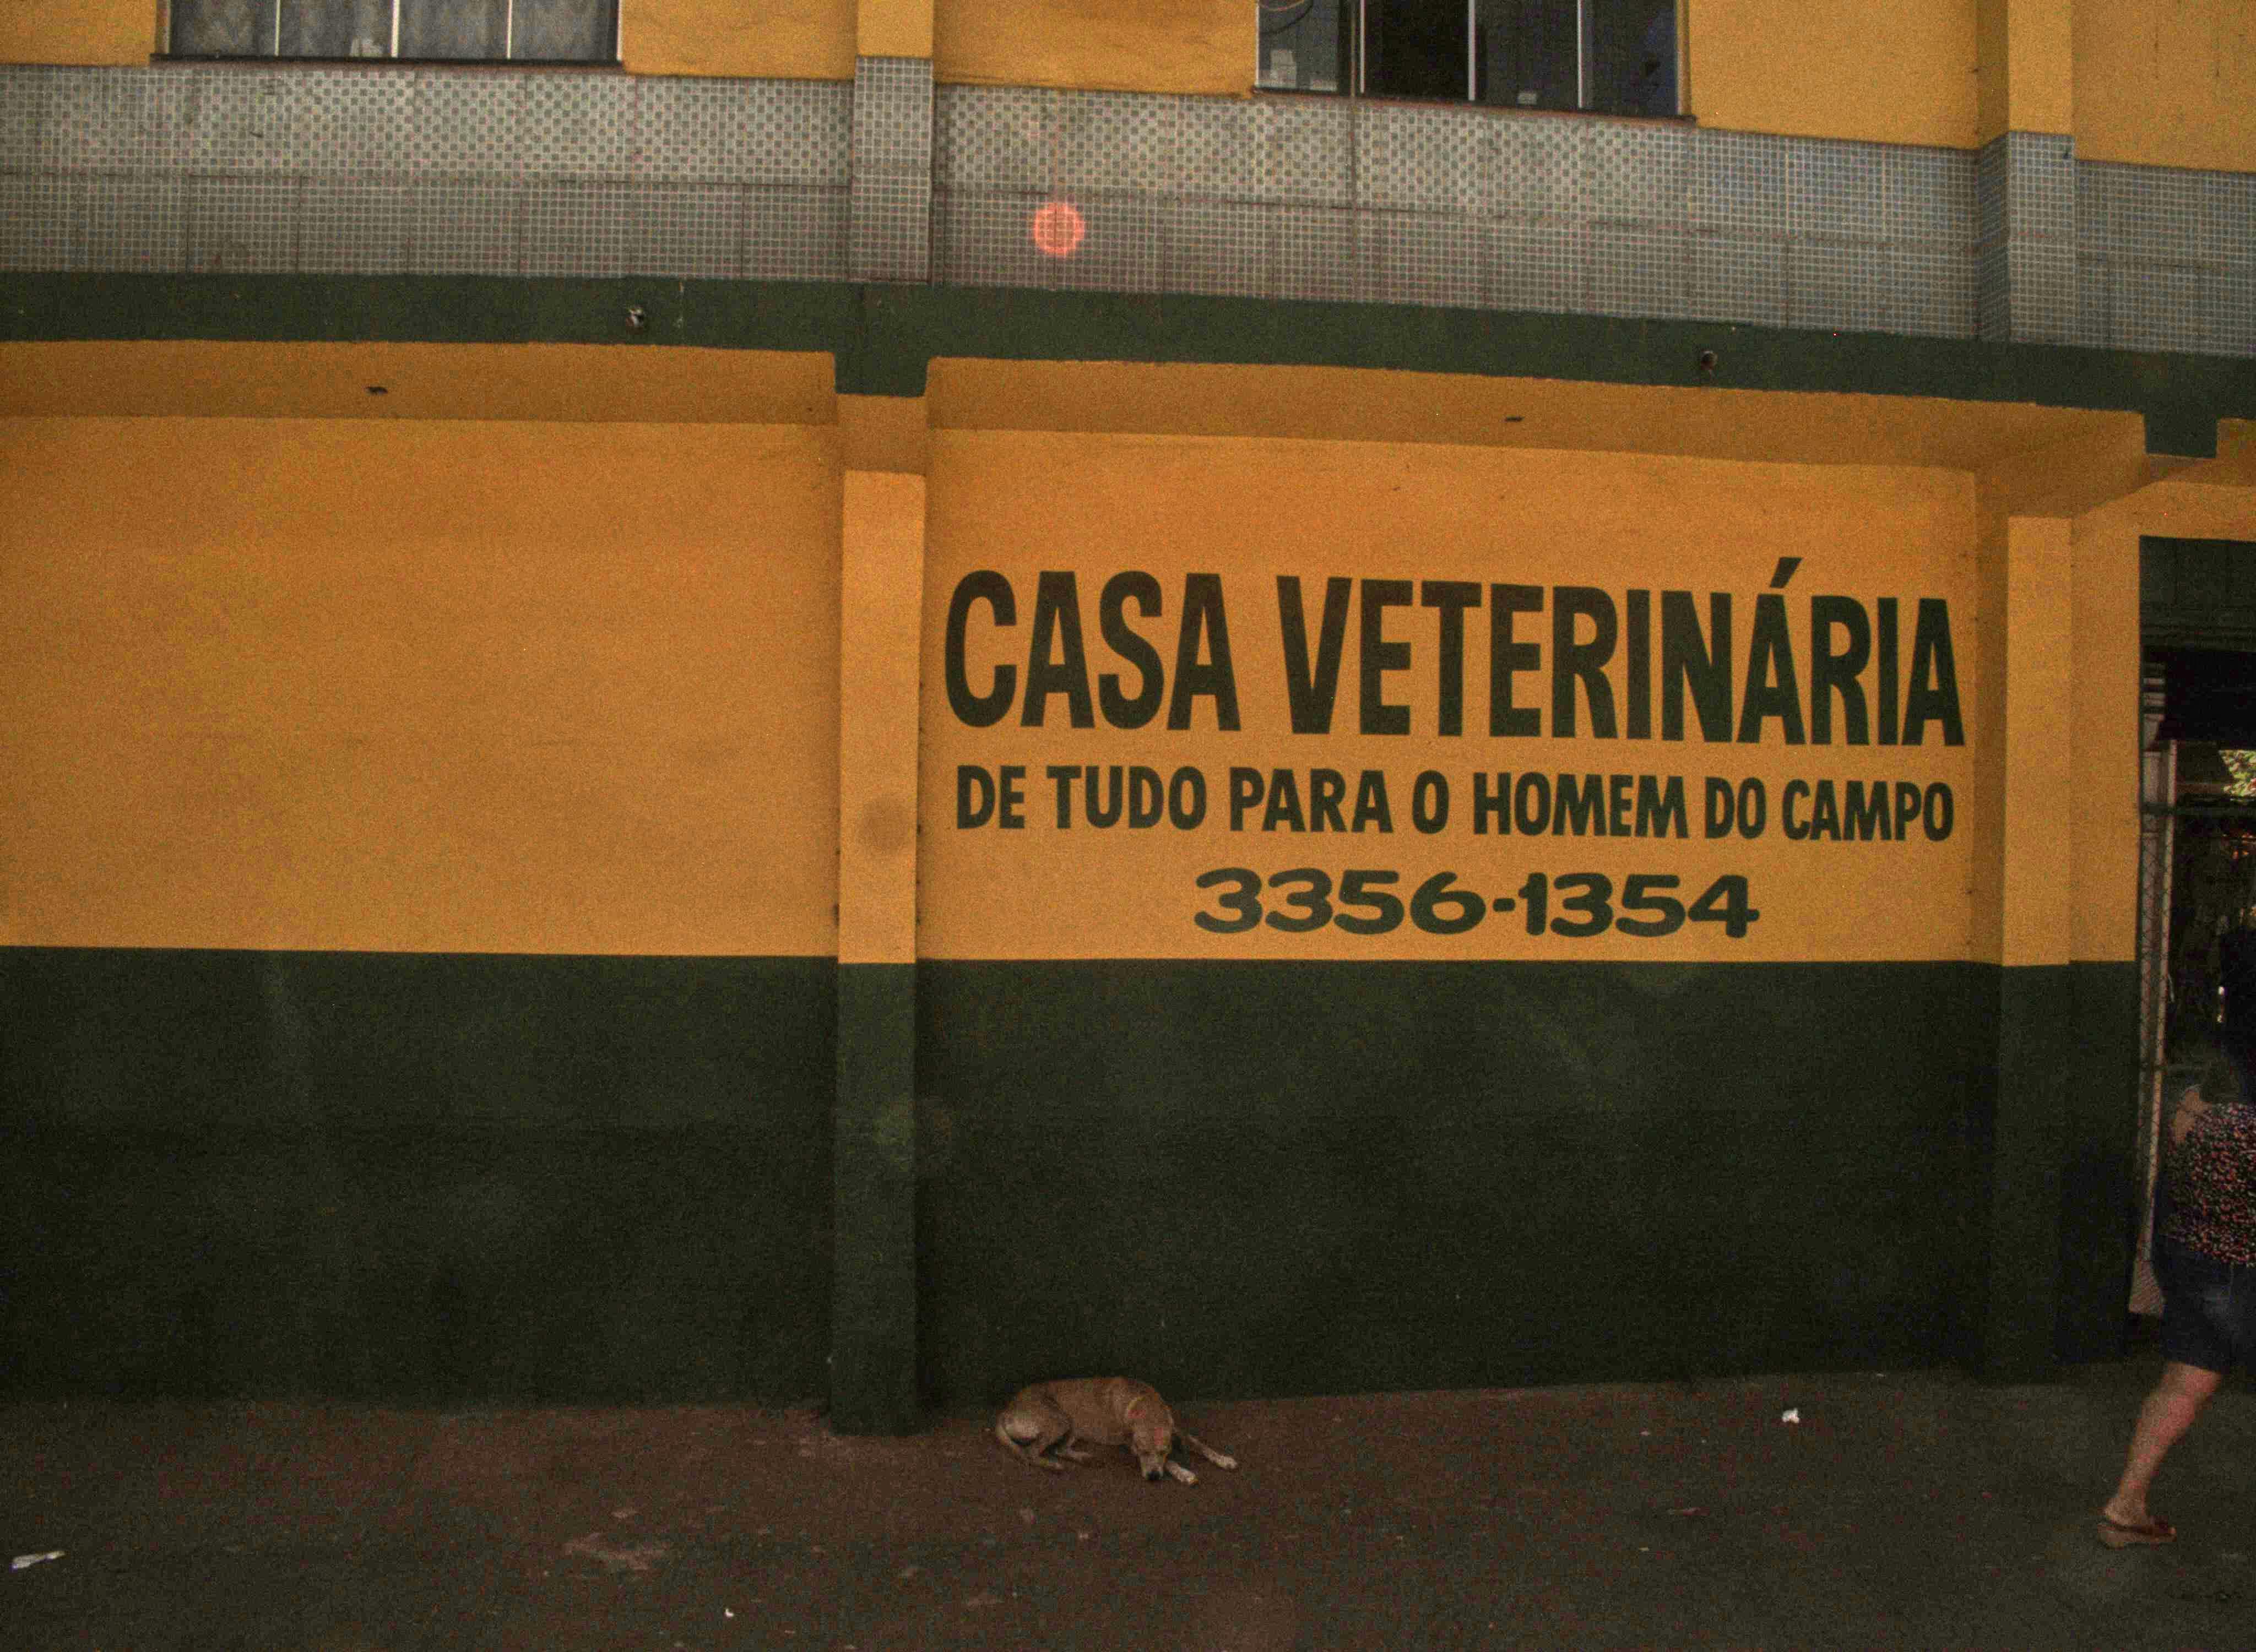 CASA VETERINÁRIA
DE TUDO PARA O HOMEM DO CAMPO
3356-1354